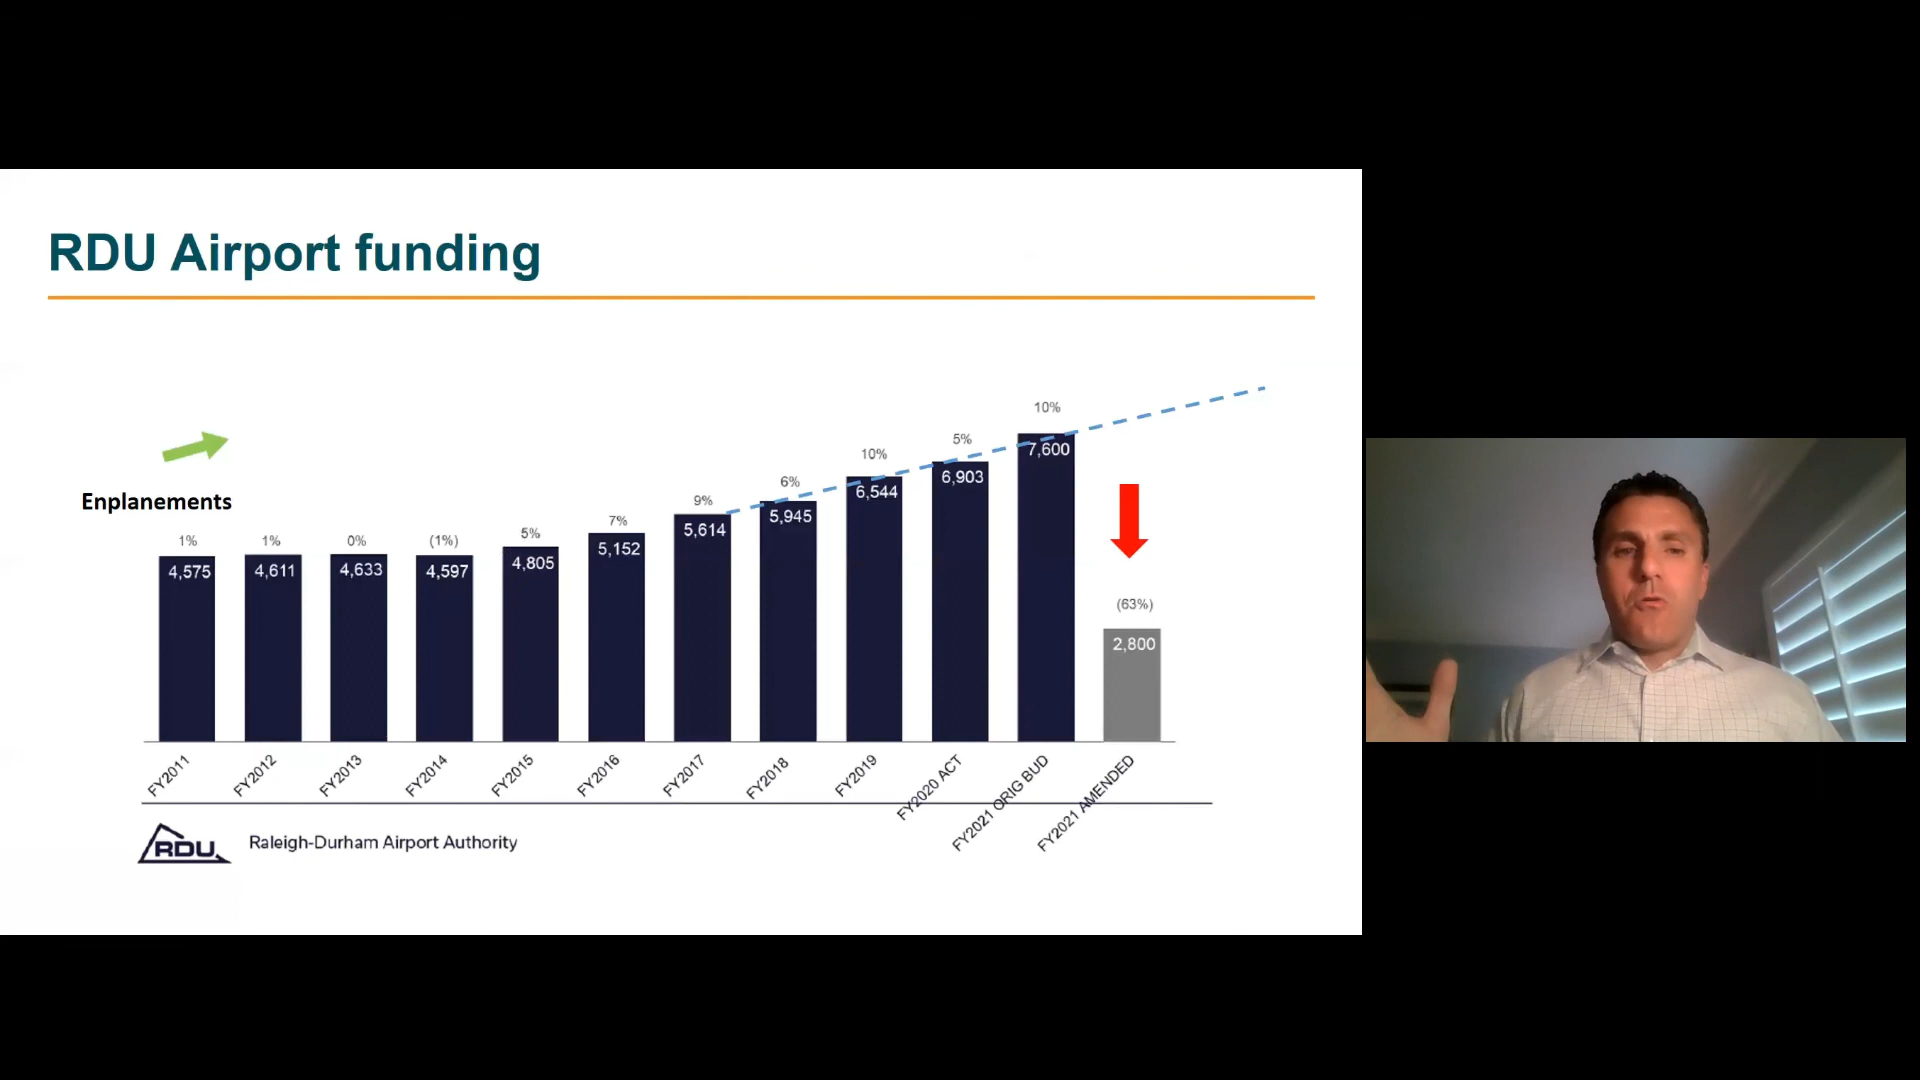 RDU Airport funding
Enplanements
1%
1%
0%
(1%)
5%
7%
9%
6%
10%
5%
10%
(63%)
4,575
4,611
4,633
4,597
4,805
5,152
5,614
5,945
6,544
6,903
7,600
2,800
FY2011
FY2012
FY2013
FY2014
FY2015
FY2016
FY2017
FY2018
FY2019
FY2020 ACT
FY2021 ORIG BUD
FY2021 AMENDED
RDU
Raleigh-Durham Airport Authority